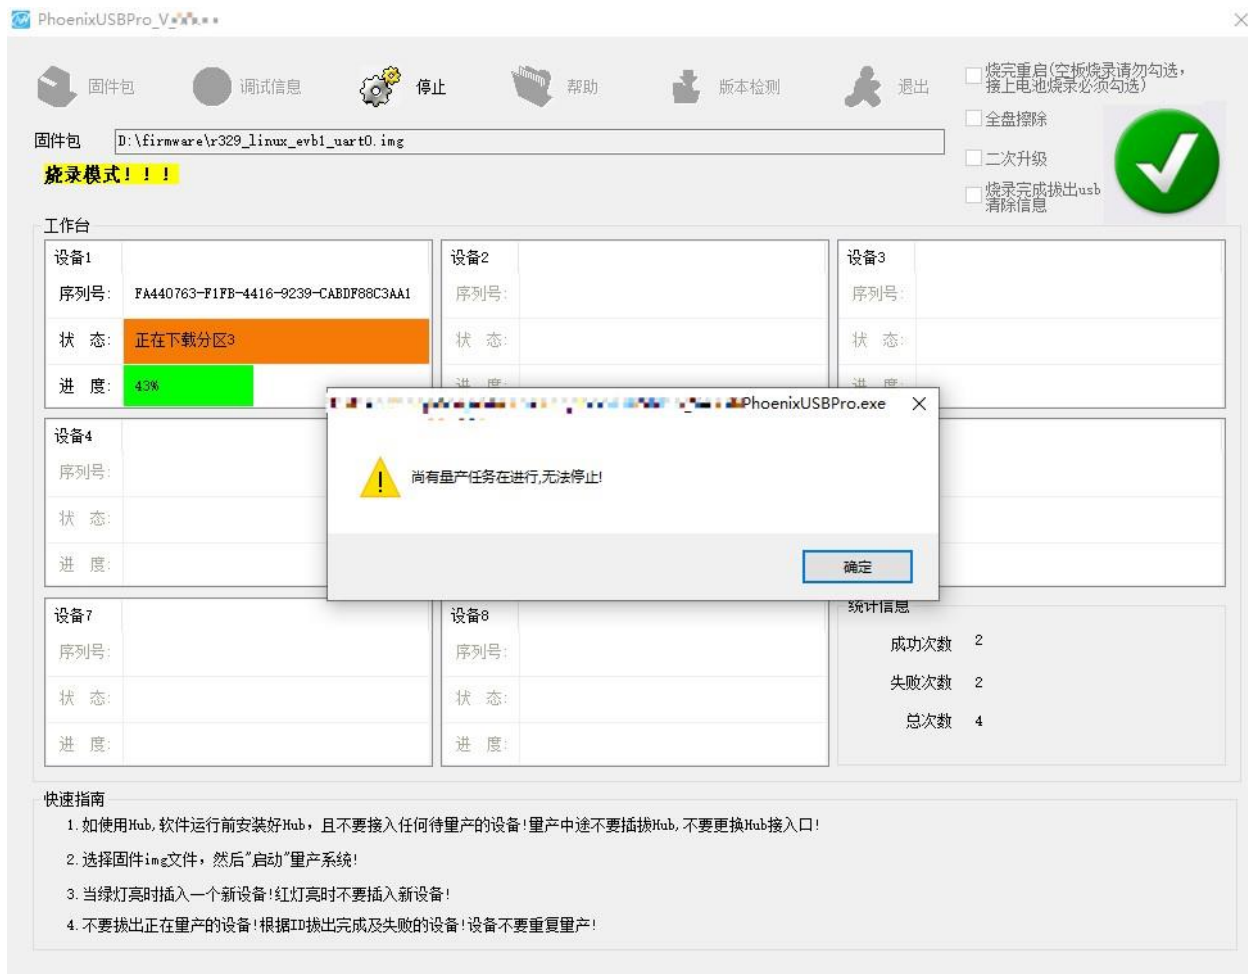 PhoenixUSBPro_V
固件包 调试信息 停止 帮助 版本检测 退出
烧完重启(空板烧录请勿勾选,
接上电池烧录必须勾选)
全盘擦除
二次升级
烧录完成拔出usb
清除信息
固件包 D:\firmware\r329_linux_evb1_uart0.img
烧录模式!!!
工作台
设备1
序列号: FA440763-F1FB-4416-9239-CABDF88C3AA1
状 态: 正在下载分区3
进 度: 43%
设备2
序列号:
状 态:
进 度:
设备3
序列号:
状 态:
进 度:
PhoenixUSBPro.exe
尚有量产任务在进行,无法停止!
确定
设备4
序列号:
状 态:
进 度:
设备7
序列号:
状 态:
进 度:
设备8
序列号:
状 态:
进 度:
统计信息
成功次数 2
失败次数 2
总次数 4
快速指南
1.如使用Hub,软件运行前安装好Hub，且不要接入任何待量产的设备!量产中途不要插拔Hub,不要更换Hub接入口!
2.选择固件img文件，然后"启动"量产系统!
3.当绿灯亮时插入一个新设备!红灯亮时不要插入新设备!
4.不要拔出正在量产的设备!根据ID拔出完成及失败的设备!设备不要重复量产!